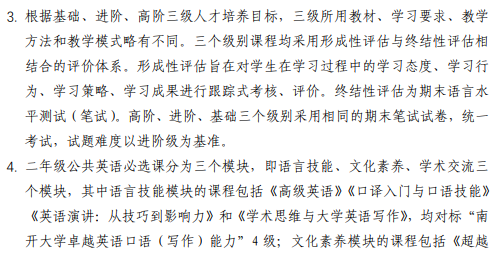 3. 根据基础、进阶、高阶三级人才培养目标，三级所用教材、学习要求、教学
方法和教学模式略有不同。三个级别课程均采用形成性评估与终结性评估相
结合的评价体系。形成性评估旨在对学生在学习过程中的学习态度、学习行
为、学习策略、学习成果进行跟踪式考核、评价。终结性评估为期末语言水
平测试（笔试）。高阶、进阶、基础三个级别采用相同的期末笔试试卷，统一
考试，试题难度以进阶级为基准。
4. 二年级公共英语必选课分为三个模块，即语言技能、文化素养、学术交流三
个模块，其中语言技能模块的课程包括《高级英语》《口译入门与口语技能》
《英语演讲：从技巧到影响力》和《学术思维与大学英语写作》，均对标“南
开大学卓越英语口语（写作）能力”4 级；文化素养模块的课程包括《超越